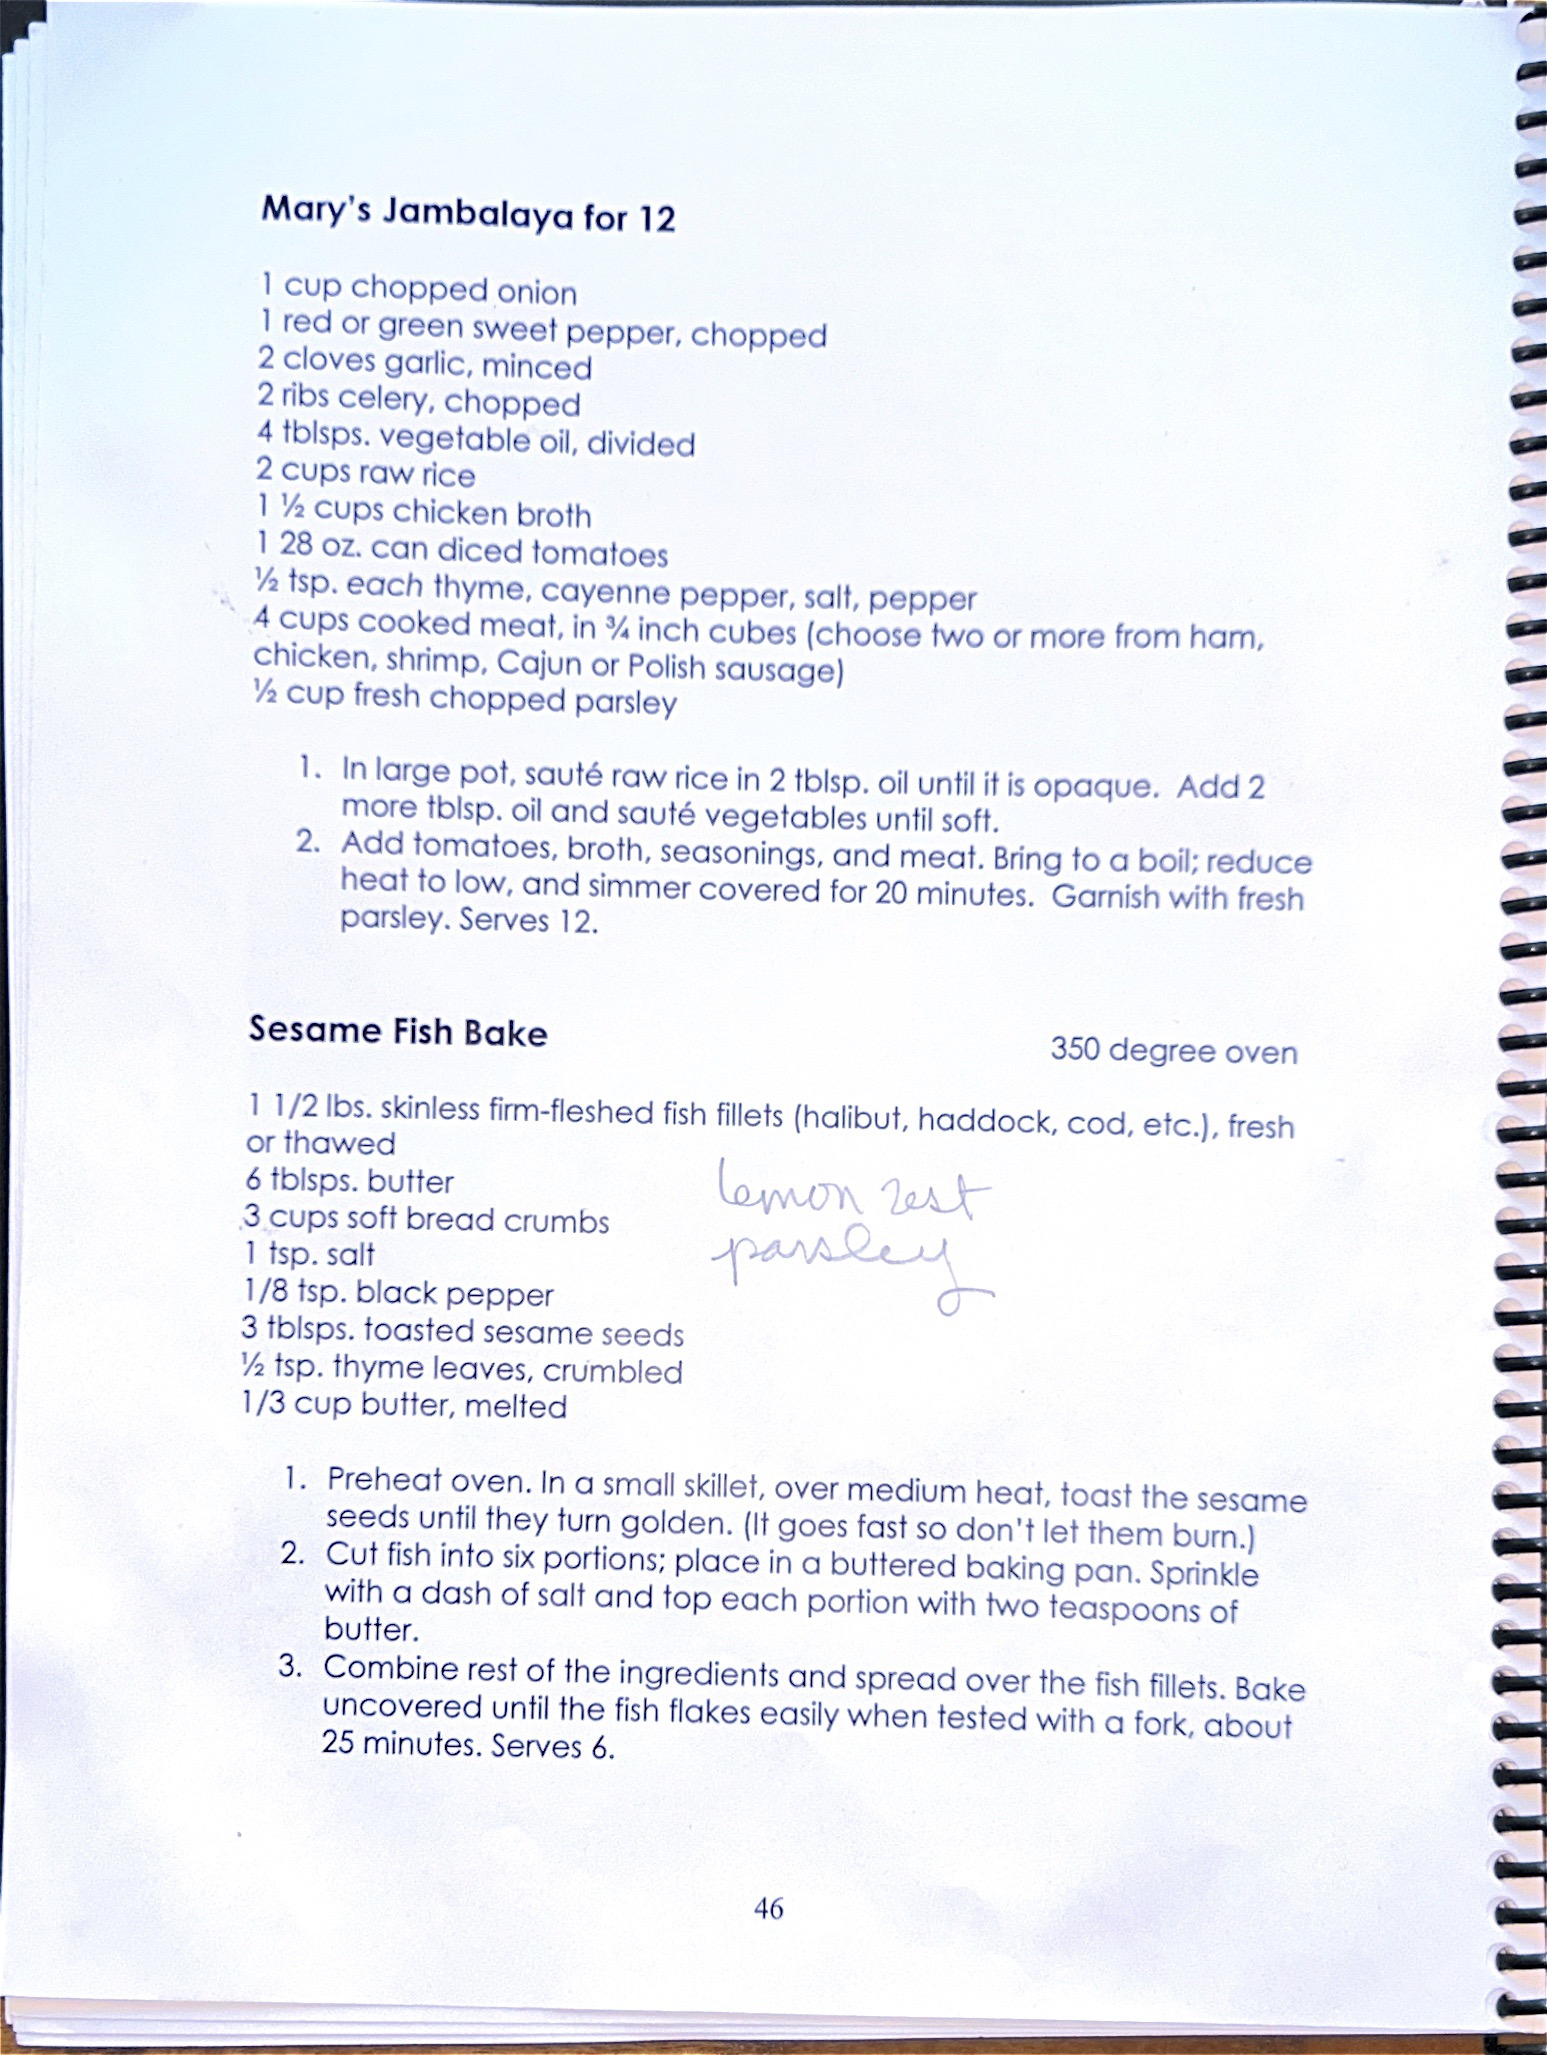 Mary's Jambalaya for 12
1 cup chopped onion
1 red or green sweet pepper, chopped
2 cloves garlic, minced
2 ribs celery, chopped
4 tblsps. vegetable oil, divided
2 cups raw rice
1 ½ cups chicken broth
1 28 oz. can diced tomatoes
½ tsp. each thyme, cayenne pepper, salt, pepper
4 cups cooked meat, in ¾ inch cubes (choose two or more from ham,
chicken, shrimp, Cajun or Polish sausage)
½ cup fresh chopped parsley
1. In large pot, sauté raw rice in 2 tblsp. oil until it is opaque. Add 2
more tblsp. oil and sauté vegetables until soft.
2. Add tomatoes, broth, seasonings, and meat. Bring to a boil; reduce
heat to low, and simmer covered for 20 minutes. Garnish with fresh
parsley. Serves 12.
Sesame Fish Bake
350 degree oven
1 1/2 lbs. skinless firm-fleshed fish fillets (halibut, haddock, cod, etc.), fresh
or thawed
6 tblsps. butter
3 cups soft bread crumbs
1 tsp. salt
1/8 tsp. black pepper
3 tblsps. toasted sesame seeds
½ tsp. thyme leaves, crumbled
1/3 cup butter, melted
lemon zest
parsley
1. Preheat oven. In a small skillet, over medium heat, toast the sesame
seeds until they turn golden. (It goes fast so don't let them burn.)
2. Cut fish into six portions; place in a buttered baking pan. Sprinkle
with a dash of salt and top each portion with two teaspoons of
butter.
3. Combine rest of the ingredients and spread over the fish fillets. Bake
uncovered until the fish flakes easily when tested with a fork, about
25 minutes. Serves 6.
46